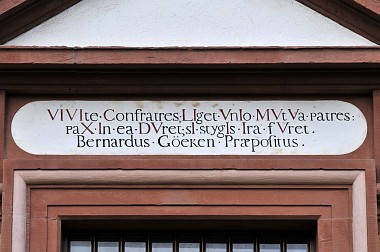 VIVIte·Confratres·LIget·VnIo·MVtVa·patres:
paX·In·ea·DVret;sI·stygIs·Ira·fVret.
Bernardus·Göeken·Præpoſitus.